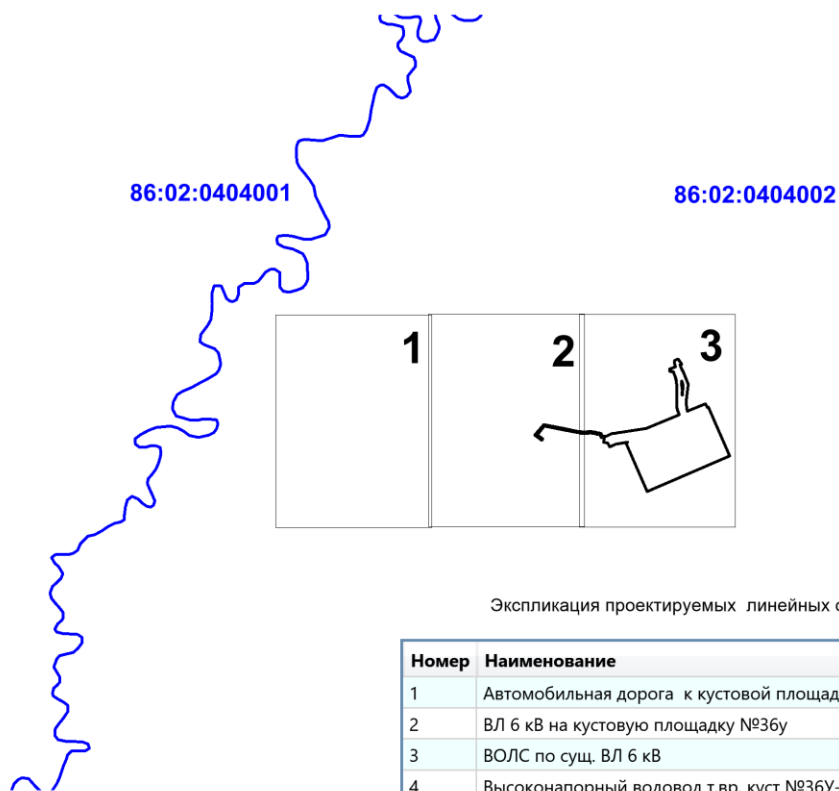 86:02:0404001
86:02:0404002
1
2
3
Экспликация проектируемых линейных
Номер Наименование
1 Автомобильная дорога к кустовой
2 ВЛ 6 кВ на кустовую площадку №36у
3 ВОЛС по сущ. ВЛ 6 кВ
4 Высоконапорный водовод т.вр. куст №36У-